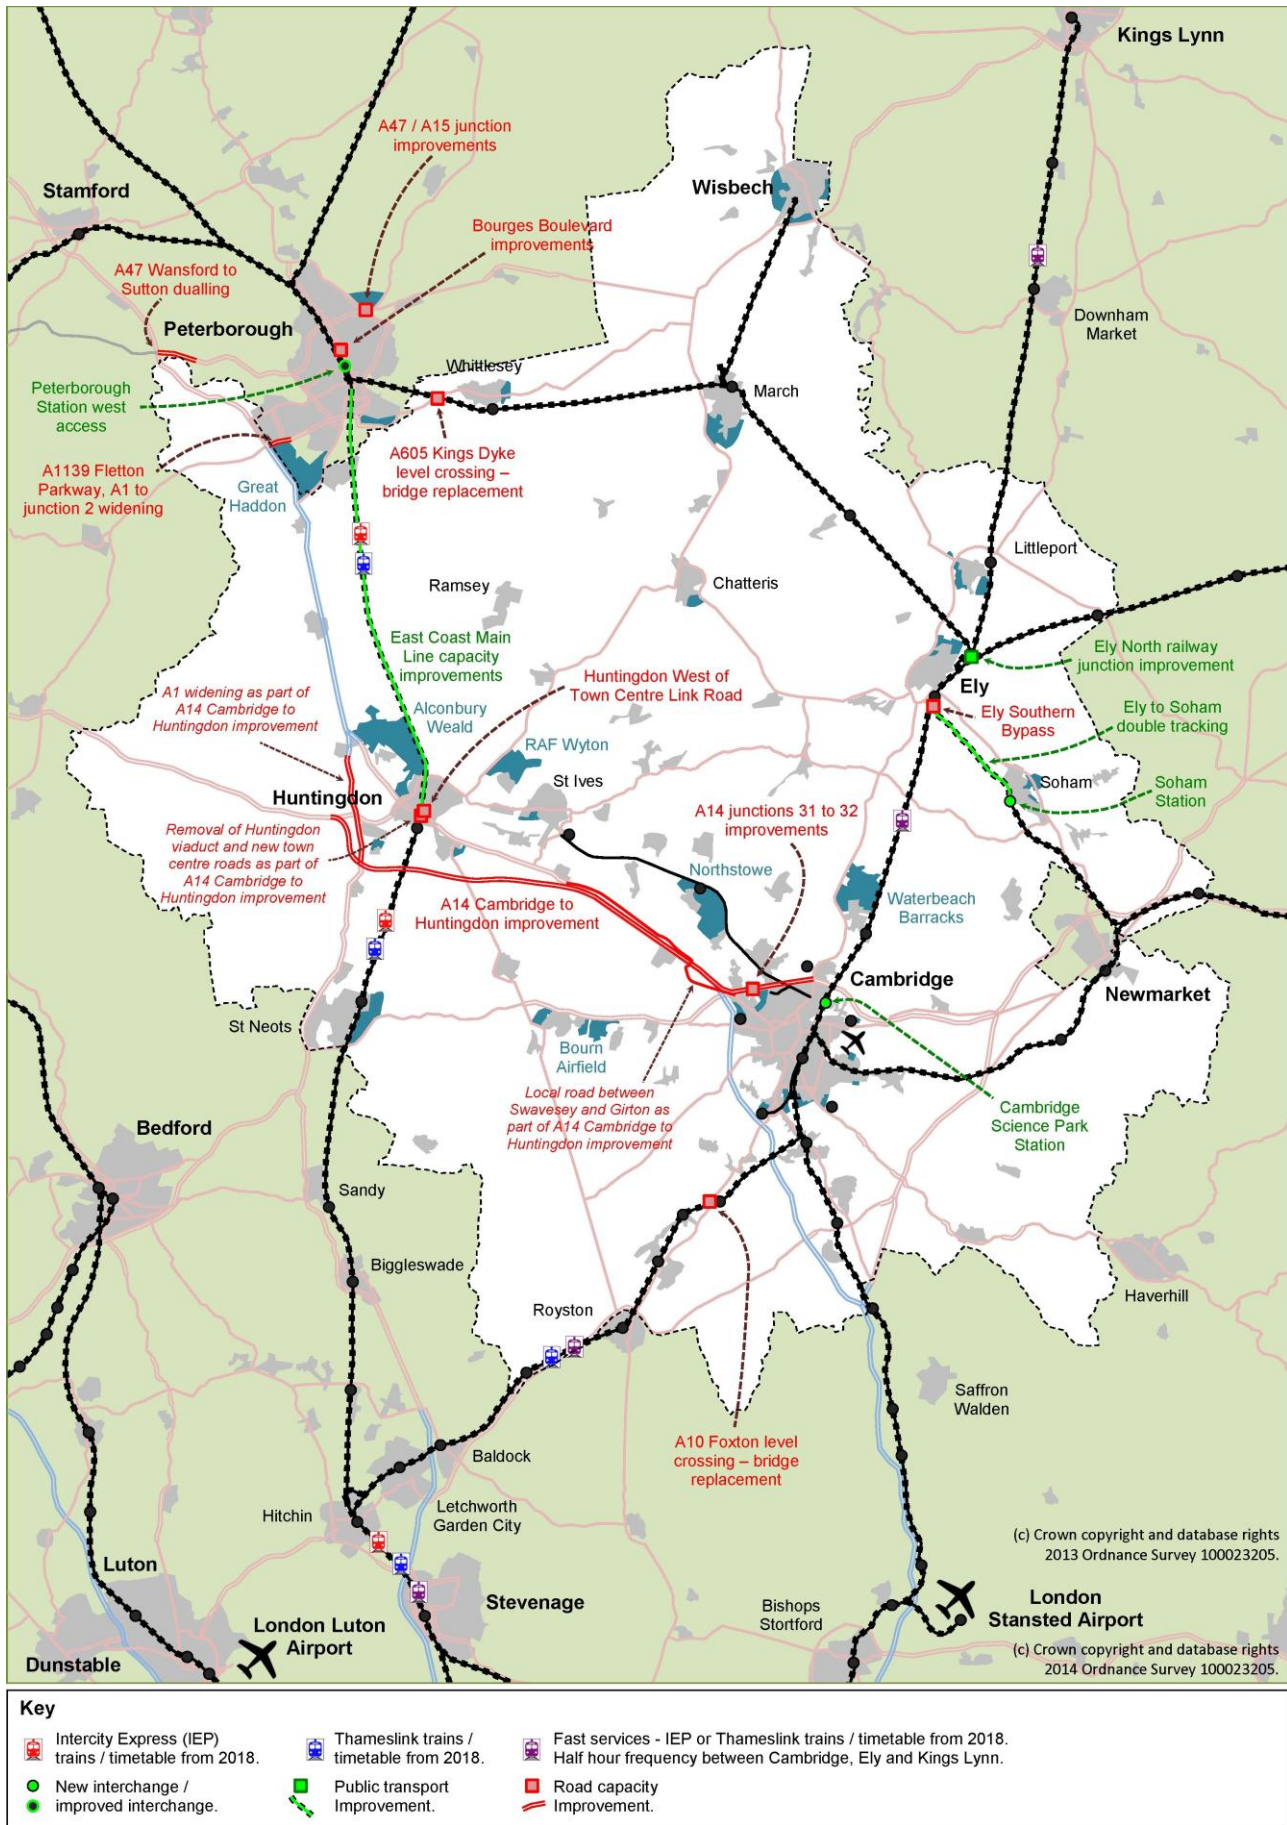 Kings Lynn
A47 / A15 junction
improvements
Stamford
Wisbech
Bourges Boulevard
improvements
A47 Wansford to
Sutton dualling
Peterborough
Downham
Market
Whittlesey
March
Peterborough
Station west
access
A605 Kings Dyke
level crossing –
bridge replacement
A1139 Fletton
Parkway, A1 to
junction 2 widening
Great
Haddon
Littleport
Ramsey
Chatteris
East Coast Main
Line capacity
improvements
Ely North railway
junction improvement
Huntingdon West of
Town Centre Link Road
Ely
A1 widening as part of
A14 Cambridge to
Huntingdon improvement
Alconbury
Weald
Ely Southern
Bypass
Ely to Soham
double tracking
RAF Wyton
St Ives
Soham
Soham
Station
Huntingdon
A14 junctions 31 to 32
improvements
Removal of Huntingdon
viaduct and new town
centre roads as part of
A14 Cambridge to
Huntingdon improvement
Northstowe
Waterbeach
Barracks
A14 Cambridge to
Huntingdon improvement
Cambridge
Newmarket
St Neots
Bourn
Airfield
Local road between
Swavesey and Girton as
part of A14 Cambridge to
Huntingdon improvement
Cambridge
Science Park
Station
Bedford
Sandy
Biggleswade
Haverhill
Royston
Saffron
Walden
A10 Foxton level
crossing – bridge
replacement
Baldock
Hitchin
Letchworth
Garden City
(c) Crown copyright and database rights
2013 Ordnance Survey 100023205.
Luton
London Luton
Airport
Stevenage
Bishops
Stortford
London
Stansted Airport
Dunstable
(c) Crown copyright and database rights
2014 Ordnance Survey 100023205.
Key
Intercity Express (IEP)
trains / timetable from 2018.
Thameslink trains /
timetable from 2018.
Fast services - IEP or Thameslink trains / timetable from 2018.
Half hour frequency between Cambridge, Ely and Kings Lynn.
New interchange /
improved interchange.
Public transport
Improvement.
Road capacity
Improvement.